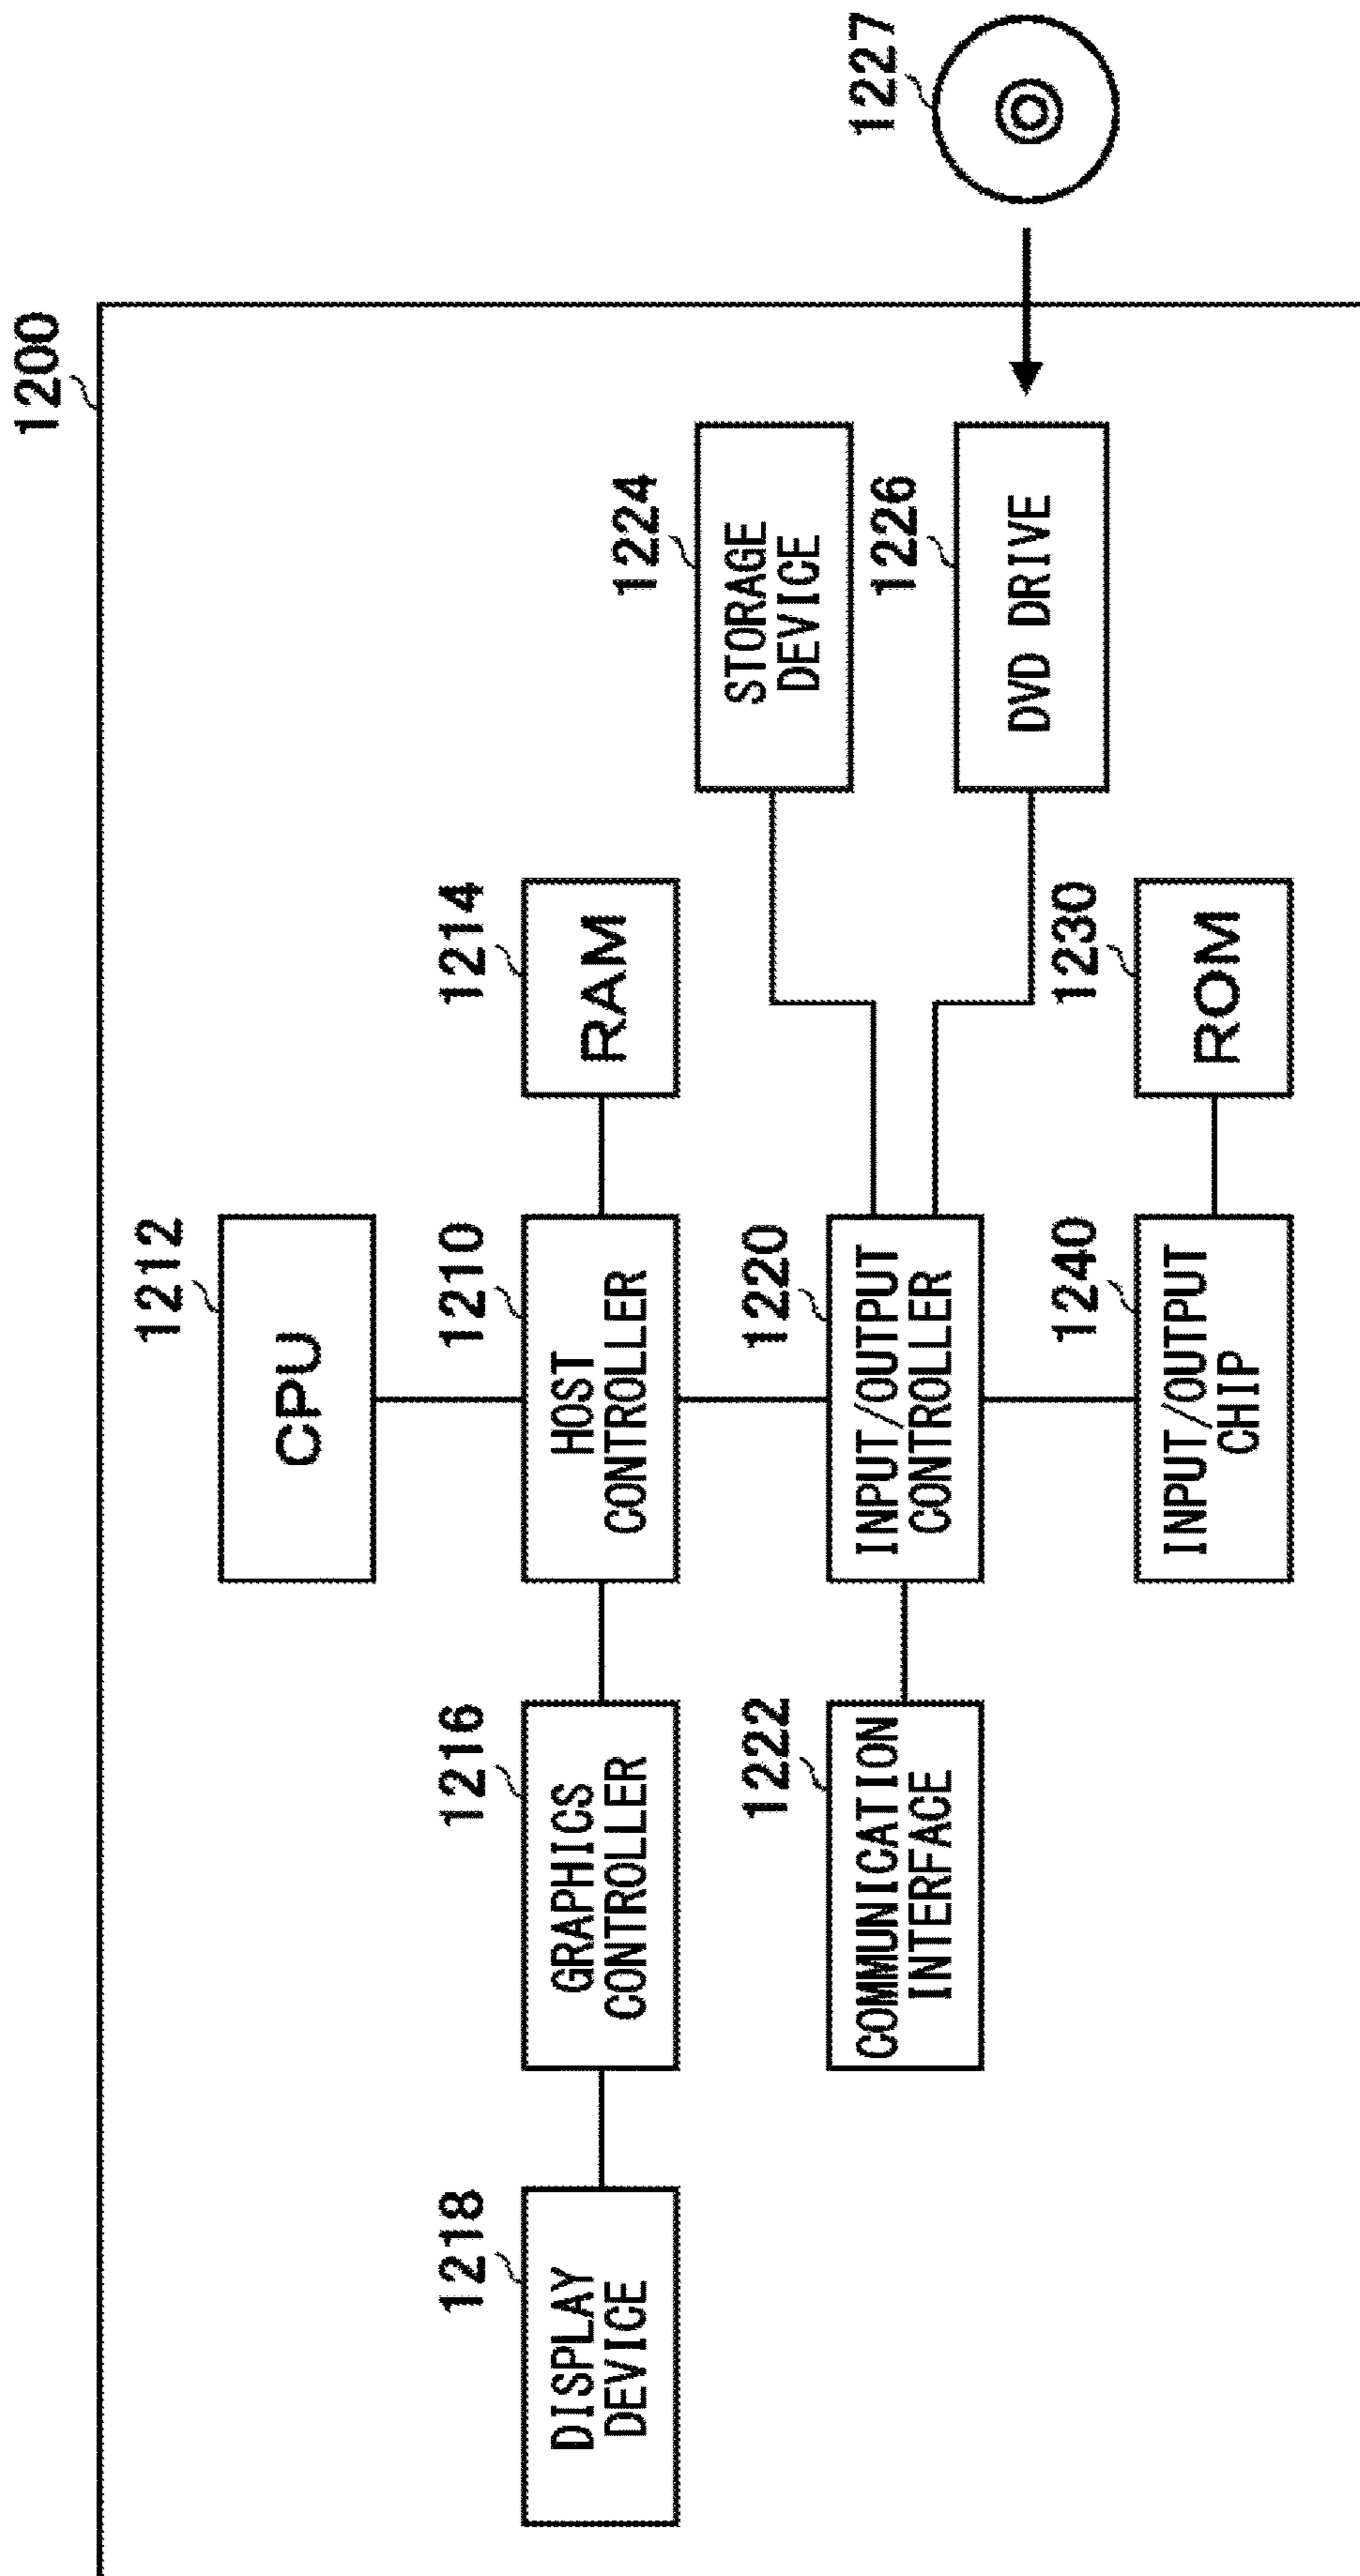 1200
1212
CPU
1218
DISPLAY
DEVICE
1216
GRAPHICS
CONTROLLER
1210
HOST
CONTROLLER
1214
RAM
1224
STORAGE
DEVICE
1222
COMMUNICATION
INTERFACE
1220
INPUT/OUTPUT
CONTROLLER
1226
DVD DRIVE
1227
1240
INPUT/OUTPUT
CHIP
1230
ROM